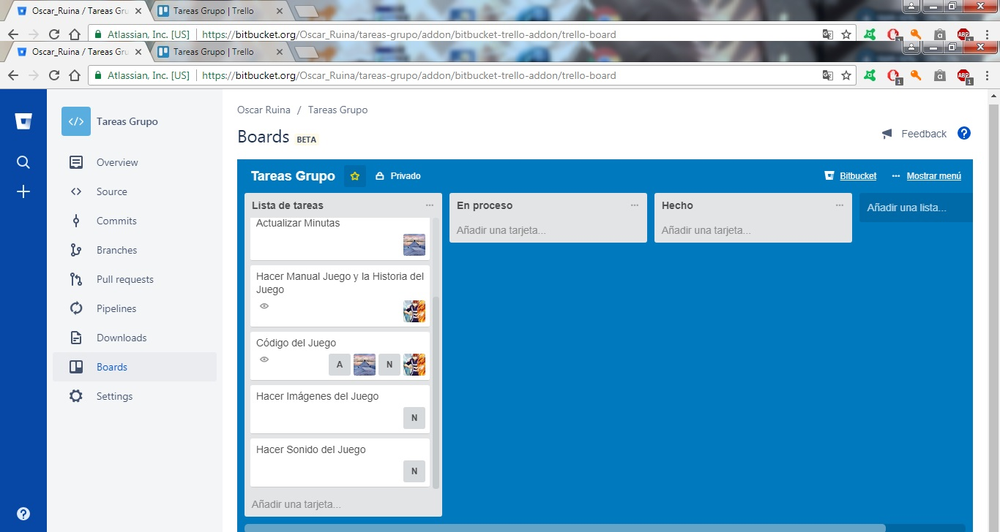 Oscar_Ruina / Tareas Gru
Tareas Grupo | Trello
Atlassian, Inc. [US] https://bitbucket.org/Oscar_Ruina/tareas-grupo/addon/bitbucket-trello-addon/trello-board
ABP
1
Oscar_Ruina / Tareas Gru
Tareas Grupo | Trello
Atlassian, Inc. [US] https://bitbucket.org/Oscar_Ruina/tareas-grupo/addon/bitbucket-trello-addon/trello-board
1
a
ABP
1
Tareas Grupo
Overview
Source
Commits
Branches
Pull requests
Pipelines
Downloads
Boards
Settings
Oscar Ruina / Tareas Grupo
Boards BETA
Feedback
Tareas Grupo
Privado
Bitbucket
Mostrar menú
Lista de tareas
Actualizar Minutas
Hacer Manual Juego y la Historia del
Juego
Código del Juego
A
N
Hacer Imágenes del Juego
N
Hacer Sonido del Juego
N
Añadir una tarjeta...
En proceso
Añadir una tarjeta...
Hecho
Añadir una tarjeta...
Añadir una lista...